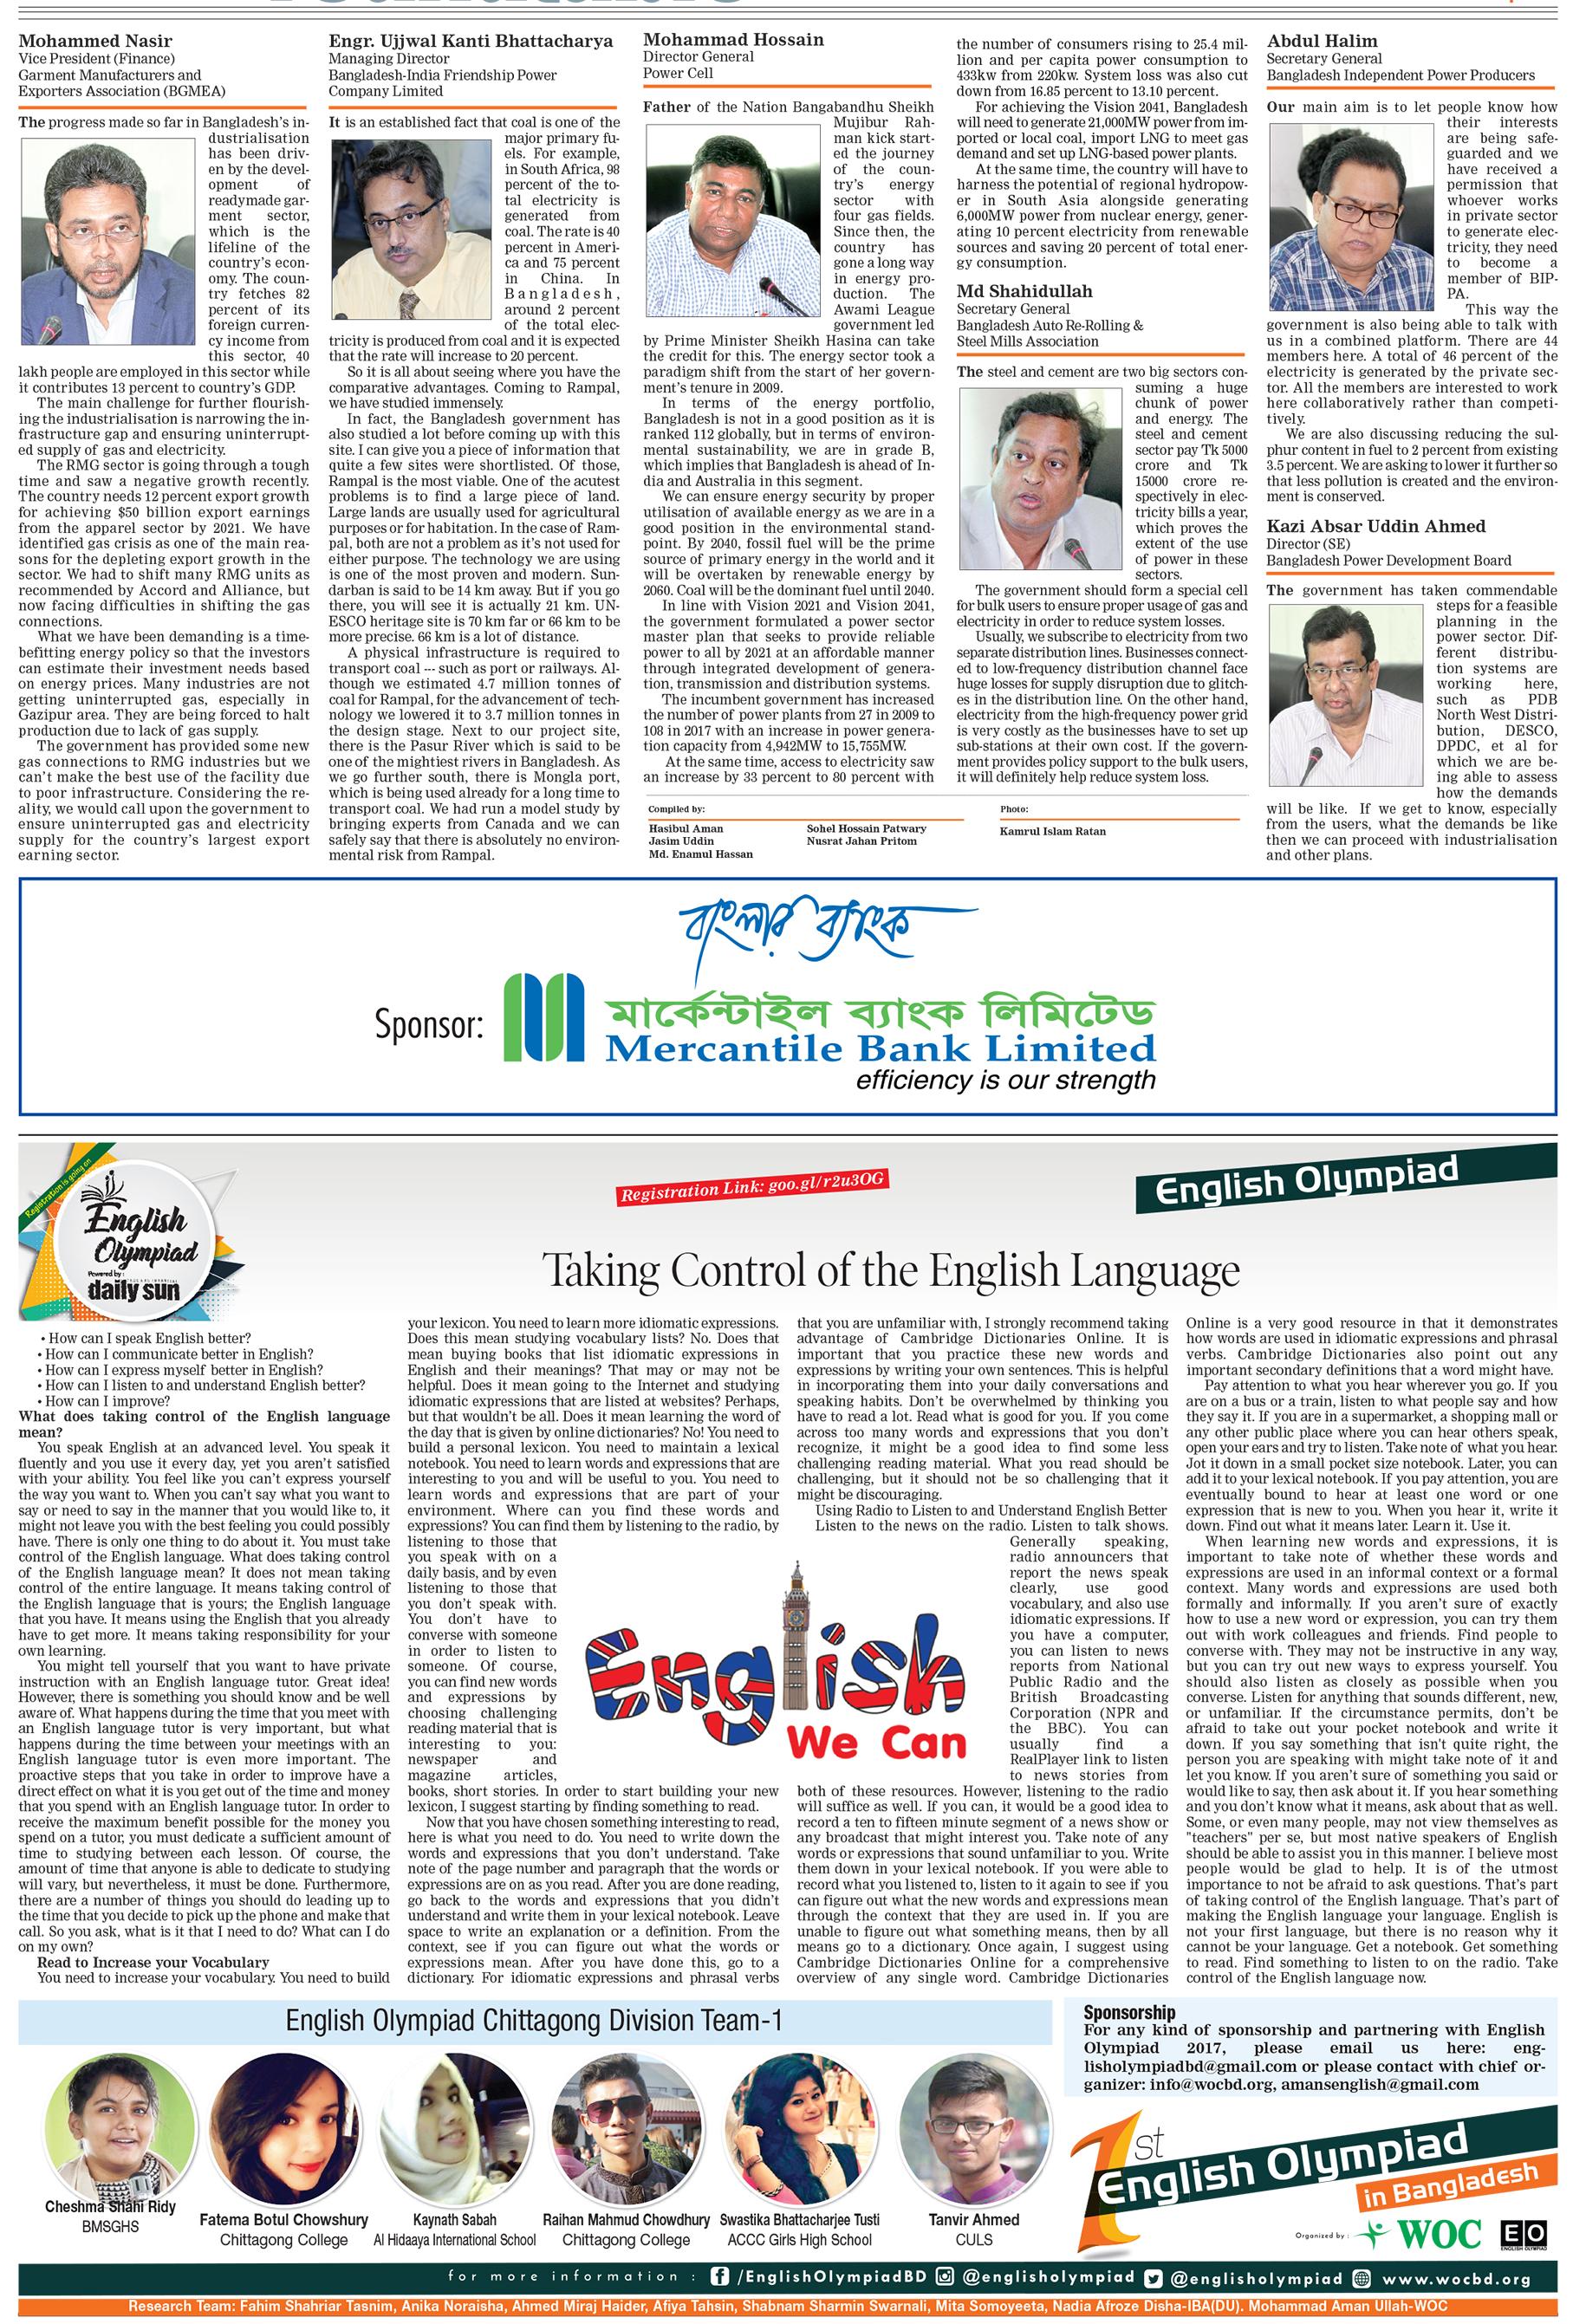 Mohammed Nasir
Vice President (Finance)
Garment Manufacturers and
Exporters Association (BGMEA)
The progress made so far in Bangladesh's in-
dustrialisation
has been driv-
en by the devel-
opment of
readymade gar-
ment sector,
which is the
lifeline of the
country's econ-
omy. The coun-
try fetches 82
percent of its
foreign curren-
cy income from
this sector, 40
lakh people are employed in this sector while
it contributes 13 percent to country's GDP.
The main challenge for further flourish-
ing the industrialisation is narrowing the in-
frastructure gap and ensuring uninterrupt-
ed supply of gas and electricity.
The RMG sector is going through a tough
time and saw a negative growth recently.
The country needs 12 percent export growth
for achieving $50 billion export earnings
from the apparel sector by 2021. We have
identified gas crisis as one of the main rea-
sons for the depleting export growth in the
sector. We had to shift many RMG units as
recommended by Accord and Alliance, but
now facing difficulties in shifting the gas
connections.
What we have been demanding is a time-
befitting energy policy so that the investors
can estimate their investment needs based
on energy prices. Many industries are not
getting uninterrupted gas, especially in
Gazipur area. They are being forced to halt
production due to lack of gas supply.
The government has provided some new
gas connections to RMG industries but we
can't make the best use of the facility due
to poor infrastructure. Considering the re-
ality, we would call upon the government to
ensure uninterrupted gas and electricity
supply for the country's largest export
earning sector.
Engr. Ujjwal Kanti Bhattacharya
Managing Director
Bangladesh-India Friendship Power
Company Limited
It is an established fact that coal is one of the
major primary fu-
els. For example,
in South Africa, 98
percent of the to-
tal electricity is
generated from
coal. The rate is 40
percent in Ameri-
ca and 75 percent
in China. In
Bangladesh,
around 2 percent
of the total elec-
tricity is produced from coal and it is expected
that the rate will increase to 20 percent.
So it is all about seeing where you have the
comparative advantages. Coming to Rampal,
we have studied immensely.
In fact, the Bangladesh government has
also studied a lot before coming up with this
site. I can give you a piece of information that
quite a few sites were shortlisted. Of those,
Rampal is the most viable. One of the acutest
problems is to find a large piece of land.
Large lands are usually used for agricultural
purposes or for habitation. In the case of Ram-
pal, both are not a problem as it's not used for
either purpose. The technology we are using
is one of the most proven and modern. Sun-
darban is said to be 14 km away. But if you go
there, you will see it is actually 21 km. UN-
ESCO heritage site is 70 km far or 66 km to be
more precise. 66 km is a lot of distance.
A physical infrastructure is required to
transport coal --- such as port or railways. Al-
though we estimated 4.7 million tonnes of
coal for Rampal, for the advancement of tech-
nology we lowered it to 3.7 million tonnes in
the design stage. Next to our project site,
there is the Pasur River which is said to be
one of the mightiest rivers in Bangladesh. As
we go further south, there is Mongla port,
which is being used already for a long time to
transport coal. We had run a model study by
bringing experts from Canada and we can
safely say that there is absolutely no environ-
mental risk from Rampal.
Mohammad Hossain
Director General
Power Cell
Father of the Nation Bangabandhu Sheikh
Mujibur Rah-
man kick start-
ed the journey
of the coun-
try's energy
sector with
four gas fields.
Since then, the
country has
gone a long way
in energy pro-
duction. The
Awami League
government led
by Prime Minister Sheikh Hasina can take
the credit for this. The energy sector took a
paradigm shift from the start of her govern-
ment's tenure in 2009.
In terms of the energy portfolio,
Bangladesh is not in a good position as it is
ranked 112 globally, but in terms of environ-
mental sustainability, we are in grade B,
which implies that Bangladesh is ahead of In-
dia and Australia in this segment.
We can ensure energy security by proper
utilisation of available energy as we are in a
good position in the environmental stand-
point. By 2040, fossil fuel will be the prime
source of primary energy in the world and it
will be overtaken by renewable energy by
2060. Coal will be the dominant fuel until 2040.
In line with Vision 2021 and Vision 2041,
the government formulated a power sector
master plan that seeks to provide reliable
power to all by 2021 at an affordable manner
through integrated development of genera-
tion, transmission and distribution systems.
The incumbent government has increased
the number of power plants from 27 in 2009 to
108 in 2017 with an increase in power genera-
tion capacity from 4,942MW to 15,755MW.
At the same time, access to electricity saw
an increase by 33 percent to 80 percent with
the number of consumers rising to 25.4 mil-
lion and per capita power consumption to
433kw from 220kw. System loss was also cut
down from 16.85 percent to 13.10 percent.
For achieving the Vision 2041, Bangladesh
will need to generate 21,000MW power from im-
ported or local coal, import LNG to meet gas
demand and set up LNG-based power plants.
At the same time, the country will have to
harness the potential of regional hydropow-
er in South Asia alongside generating
6,000MW power from nuclear energy, gener-
ating 10 percent electricity from renewable
sources and saving 20 percent of total ener-
gy consumption.
Md Shahidullah
Secretary General
Bangladesh Auto Re-Rolling &
Steel Mills Association
The steel and cement are two big sectors con-
suming a huge
chunk of power
and energy. The
steel and cement
sector pay Tk 5000
crore and Tk
15000 crore re-
spectively in elec-
tricity bills a year,
which proves the
extent of the use
of power in these
sectors.
The government should form a special cell
for bulk users to ensure proper usage of gas and
electricity in order to reduce system losses.
Usually, we subscribe to electricity from two
separate distribution lines. Businesses connect-
ed to low-frequency distribution channel face
huge losses for supply disruption due to glitch-
es in the distribution line. On the other hand,
electricity from the high-frequency power grid
is very costly as the businesses have to set up
sub-stations at their own cost. If the govern-
ment provides policy support to the bulk users,
it will definitely help reduce system loss.
Compiled by:
Hasibul Aman
Jasim Uddin
Md. Enamul Hassan
Sohel Hossain Patwary
Nusrat Jahan Pritom
Photo:
Kamrul Islam Ratan
Abdul Halim
Secretary General
Bangladesh Independent Power Producers
Our main aim is to let people know how
their interests
are being safe-
guarded and we
have received a
permission that
whoever works
in private sector
to generate elec-
tricity, they need
to become a
member of BIP-
PA.
This way the
government is also being able to talk with
us in a combined platform. There are 44
members here. A total of 46 percent of the
electricity is generated by the private sec-
tor. All the members are interested to work
here collaboratively rather than competi-
tively.
We are also discussing reducing the sul-
phur content in fuel to 2 percent from existing
3.5 percent. We are asking to lower it further so
that less pollution is created and the environ-
ment is conserved.
Kazi Absar Uddin Ahmed
Director (SE)
Bangladesh Power Development Board
The government has taken commendable
steps for a feasible
planning in the
power sector. Dif-
ferent distribu-
tion systems are
working here,
such as PDB
North West Distri-
bution, DESCO,
DPDC, et al for
which we are be-
ing able to assess
how the demands
will be like. If we get to know, especially
from the users, what the demands be like
then we can proceed with industrialisation
and other plans.
বাংলার ব্যাংক
Sponsor:
মার্কেন্টাইল ব্যাংক লিমিটেড
Mercantile Bank Limited
efficiency is our strength
Registration is going on
English
Olympiad
Powered by :
daily sun
Registration Link: goo.gl/r2u3OG
English Olympiad
Taking Control of the English Language
• How can I speak English better?
• How can I communicate better in English?
• How can I express myself better in English?
• How can I listen to and understand English better?
• How can I improve?
What does taking control of the English language
mean?
You speak English at an advanced level. You speak it
fluently and you use it every day, yet you aren't satisfied
with your ability. You feel like you can't express yourself
the way you want to. When you can't say what you want to
say or need to say in the manner that you would like to, it
might not leave you with the best feeling you could possibly
have. There is only one thing to do about it. You must take
control of the English language. What does taking control
of the English language mean? It does not mean taking
control of the entire language. It means taking control of
the English language that is yours; the English language
that you have. It means using the English that you already
have to get more. It means taking responsibility for your
own learning.
You might tell yourself that you want to have private
instruction with an English language tutor. Great idea!
However, there is something you should know and be well
aware of. What happens during the time that you meet with
an English language tutor is very important, but what
happens during the time between your meetings with an
English language tutor is even more important. The
proactive steps that you take in order to improve have a
direct effect on what it is you get out of the time and money
that you spend with an English language tutor. In order to
receive the maximum benefit possible for the money you
spend on a tutor, you must dedicate a sufficient amount of
time to studying between each lesson. Of course, the
amount of time that anyone is able to dedicate to studying
will vary, but nevertheless, it must be done. Furthermore,
there are a number of things you should do leading up to
the time that you decide to pick up the phone and make that
call. So you ask, what is it that I need to do? What can I do
on my own?
Read to Increase your Vocabulary
You need to increase your vocabulary. You need to build
your lexicon. You need to learn more idiomatic expressions.
Does this mean studying vocabulary lists? No. Does that
mean buying books that list idiomatic expressions in
English and their meanings? That may or may not be
helpful. Does it mean going to the Internet and studying
idiomatic expressions that are listed at websites? Perhaps,
but that wouldn't be all. Does it mean learning the word of
the day that is given by online dictionaries? No! You need to
build a personal lexicon. You need to maintain a lexical
notebook. You need to learn words and expressions that are
interesting to you and will be useful to you. You need to
learn words and expressions that are part of your
environment. Where can you find these words and
expressions? You can find them by listening to the radio, by
listening to those that
you speak with on a
daily basis, and by even
listening to those that
you don't speak with.
You don't have to
converse with someone
in order to listen to
someone. Of course,
you can find new words
and expressions by
choosing challenging
reading material that is
interesting to you:
newspaper and
magazine articles,
books, short stories. In order to start building your new
lexicon, I suggest starting by finding something to read.
Now that you have chosen something interesting to read,
here is what you need to do. You need to write down the
words and expressions that you don't understand. Take
note of the page number and paragraph that the words or
expressions are on as you read. After you are done reading,
go back to the words and expressions that you didn't
understand and write them in your lexical notebook. Leave
space to write an explanation or a definition. From the
context, see if you can figure out what the words or
expressions mean. After you have done this, go to a
dictionary. For idiomatic expressions and phrasal verbs
English
We Can
that you are unfamiliar with, I strongly recommend taking
advantage of Cambridge Dictionaries Online. It is
important that you practice these new words and
expressions by writing your own sentences. This is helpful
in incorporating them into your daily conversations and
speaking habits. Don't be overwhelmed by thinking you
have to read a lot. Read what is good for you. If you come
across too many words and expressions that you don't
recognize, it might be a good idea to find some less
challenging reading material. What you read should be
challenging, but it should not be so challenging that it
might be discouraging.
Using Radio to Listen to and Understand English Better
Listen to the news on the radio. Listen to talk shows.
Generally speaking,
radio announcers that
report the news speak
clearly, use good
vocabulary, and also use
idiomatic expressions. If
you have a computer,
you can listen to news
reports from National
Public Radio and the
British Broadcasting
Corporation (NPR and
the BBC). You can
usually find a
RealPlayer link to listen
to news stories from
both of these resources. However, listening to the radio
will suffice as well. If you can, it would be a good idea to
record a ten to fifteen minute segment of a news show or
any broadcast that might interest you. Take note of any
words or expressions that sound unfamiliar to you. Write
them down in your lexical notebook. If you were able to
record what you listened to, listen to it again to see if you
can figure out what the new words and expressions mean
through the context that they are used in. If you are
unable to figure out what something means, then by all
means go to a dictionary. Once again, I suggest using
Cambridge Dictionaries Online for a comprehensive
overview of any single word. Cambridge Dictionaries
Online is a very good resource in that it demonstrates
how words are used in idiomatic expressions and phrasal
verbs. Cambridge Dictionaries also point out any
important secondary definitions that a word might have.
Pay attention to what you hear wherever you go. If you
are on a bus or a train, listen to what people say and how
they say it. If you are in a supermarket, a shopping mall or
any other public place where you can hear others speak,
open your ears and try to listen. Take note of what you hear.
Jot it down in a small pocket size notebook. Later, you can
add it to your lexical notebook. If you pay attention, you are
eventually bound to hear at least one word or one
expression that is new to you. When you hear it, write it
down. Find out what it means later. Learn it. Use it.
When learning new words and expressions, it is
important to take note of whether these words and
expressions are used in an informal context or a formal
context. Many words and expressions are used both
formally and informally. If you aren't sure of exactly
how to use a new word or expression, you can try them
out with work colleagues and friends. Find people to
converse with. They may not be instructive in any way,
but you can try out new ways to express yourself. You
should also listen as closely as possible when you
converse. Listen for anything that sounds different, new,
or unfamiliar. If the circumstance permits, don't be
afraid to take out your pocket notebook and write it
down. If you say something that isn't quite right, the
person you are speaking with might take note of it and
let you know. If you aren't sure of something you said or
would like to say, then ask about it. If you hear something
and you don't know what it means, ask about that as well.
Some, or even many people, may not view themselves as
"teachers" per se, but most native speakers of English
should be able to assist you in this manner. I believe most
people would be glad to help. It is of the utmost
importance to not be afraid to ask questions. That's part
of taking control of the English language. That's part of
making the English language your language. English is
not your first language, but there is no reason why it
cannot be your language. Get a notebook. Get something
to read. Find something to listen to on the radio. Take
control of the English language now.
English Olympiad Chittagong Division Team-1
Cheshma Shahi Ridy
BMSGHS
Fatema Botul Chowshury
Chittagong College
Kaynath Sabah
Al Hidaaya International School
Raihan Mahmud Chowdhury
Chittagong College
Swastika Bhattacharjee Tusti
ACCC Girls High School
Tanvir Ahmed
CULS
Sponsorship
For any kind of sponsorship and partnering with English
Olympiad 2017, please email us here: eng-
lisholympiadbd@gmail.com or please contact with chief or-
ganizer: info@wocbd.org, amansenglish@gmail.com
1st
English Olympiad
in Bangladesh
Organized by :
WOC
EO
ENGLISH OLYMPIAD
for more information : /EnglishOlympiadBD @englisholympiad @englisholympiad www.wocbd.org
Research Team: Fahim Shahriar Tasnim, Anika Noraisha, Ahmed Miraj Haider, Afiya Tahsin, Shabnam Sharmin Swarnali, Mita Somoyeeta, Nadia Afroze Disha-IBA(DU). Mohammad Aman Ullah-WOC